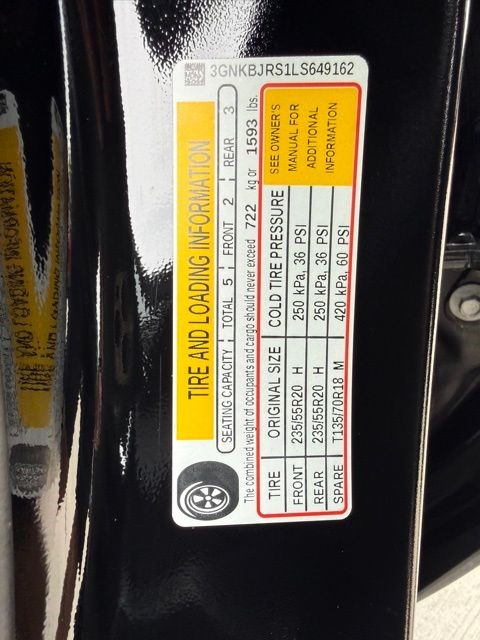 3GNKBJRS1LS649162
TIRE AND LOADING INFORMATION
SEATING CAPACITY TOTAL 5 FRONT 2 REAR 3
The combined weight of occupants and cargo should never exceed 722 kg or 1593 lbs.
TIRE ORIGINAL SIZE COLD TIRE PRESSURE
FRONT 235/55R20 H 250 kPa, 36 PSI
REAR 235/55R20 H 250 kPa, 36 PSI
SPARE T135/70R18 M 420 kPa, 60 PSI
SEE OWNER'S
MANUAL FOR
ADDITIONAL
INFORMATION